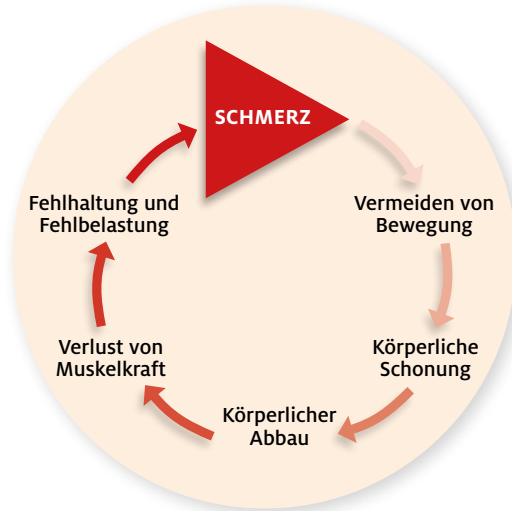 SCHMERZ
Vermeiden von
Bewegung
Körperliche
Schonung
Körperlicher
Abbau
Verlust von
Muskelkraft
Fehlhaltung und
Fehlbelastung